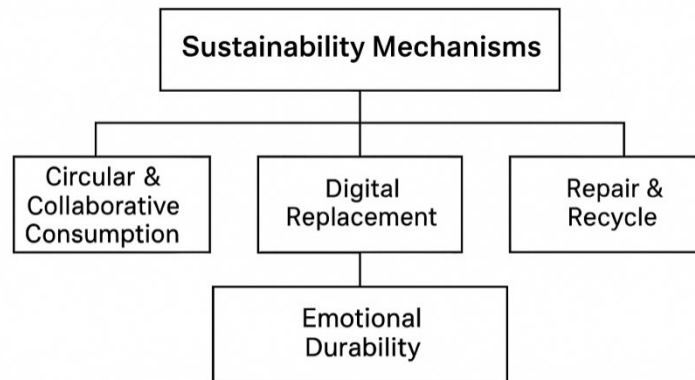 Sustainability Mechanisms
Circular &
Collaborative
Consumption
Digital
Replacement
Repair &
Recycle
Emotional
Durability